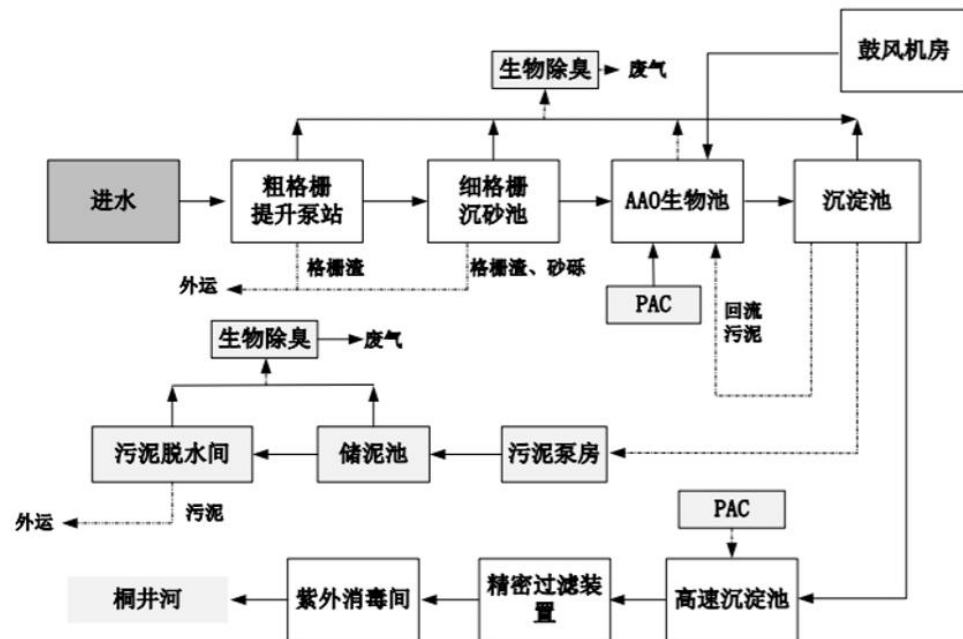 鼓风机房
生物除臭
废气
进水
粗格栅
提升泵站
细格栅
沉砂池
AAO生物池
沉淀池
格栅渣
格栅渣、砂砾
外运
PAC
回流
污泥
生物除臭
废气
污泥脱水间
储泥池
污泥泵房
外运
污泥
PAC
桐井河
紫外消毒间
精密过滤装
置
高速沉淀池